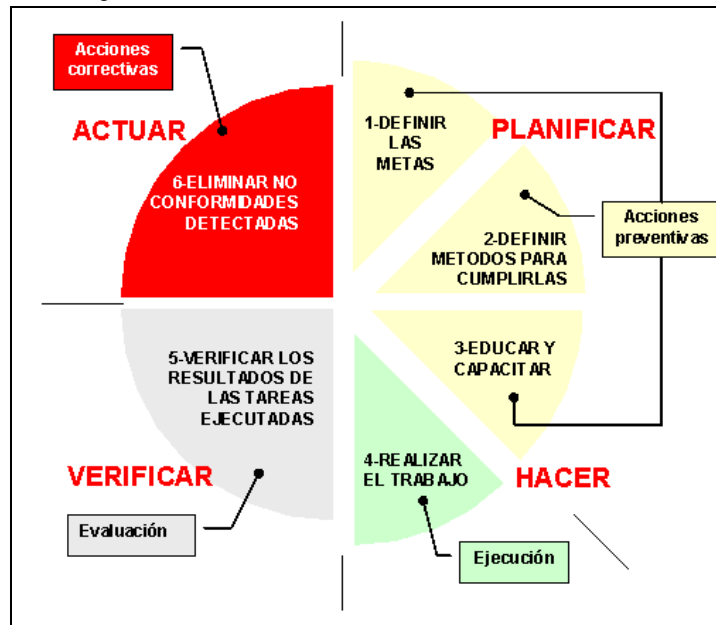 Acciones
correctivas
ACTUAR
6-ELIMINAR NO
CONFORMIDADES
DETECTADAS
1-DEFINIR
LAS
METAS
PLANIFICAR
2-DEFINIR
METODOS PARA
CUMPLIRLAS
Acciones
preventivas
3-EDUCAR Y
CAPACITAR
HACER
4-REALIZAR
EL TRABAJO
Ejecución
5-VERIFICAR LOS
RESULTADOS DE
LAS TAREAS
EJECUTADAS
VERIFICAR
Evaluación